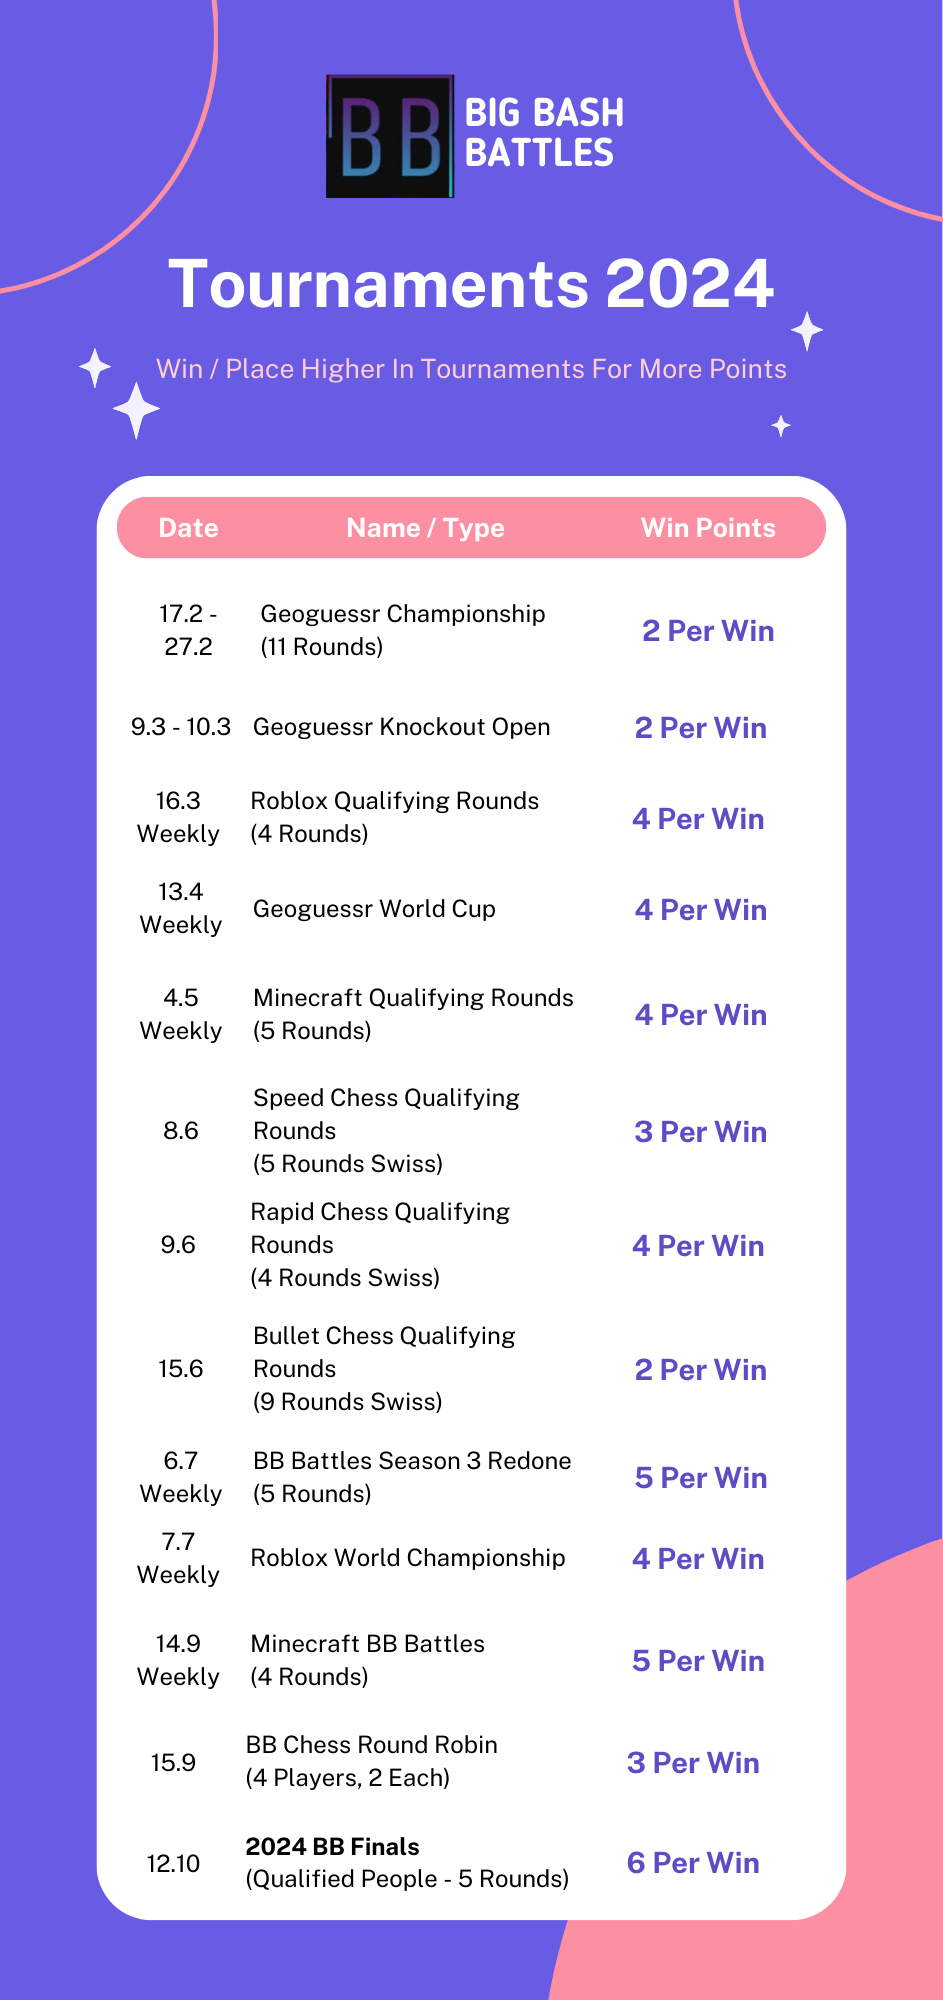 BB
BIG BASH
BATTLES
Tournaments 2024
Win / Place Higher In Tournaments For More Points
Date Name / Type Win Points
17.2 -
27.2
Geoguessr Championship
(11 Rounds)
2 Per Win
9.3 - 10.3 Geoguessr Knockout Open 2 Per Win
16.3
Weekly
Roblox Qualifying Rounds
(4 Rounds)
4 Per Win
13.4
Weekly
Geoguessr World Cup
4 Per Win
4.5
Weekly
Minecraft Qualifying Rounds
(5 Rounds)
4 Per Win
8.6
Speed Chess Qualifying
Rounds
(5 Rounds Swiss)
3 Per Win
9.6
Rapid Chess Qualifying
Rounds
(4 Rounds Swiss)
4 Per Win
15.6
Bullet Chess Qualifying
Rounds
(9 Rounds Swiss)
2 Per Win
6.7
Weekly
BB Battles Season 3 Redone
(5 Rounds)
5 Per Win
7.7
Weekly
Roblox World Championship
4 Per Win
14.9
Weekly
Minecraft BB Battles
(4 Rounds)
5 Per Win
15.9
BB Chess Round Robin
(4 Players, 2 Each)
3 Per Win
12.10
2024 BB Finals
(Qualified People - 5 Rounds)
6 Per Win